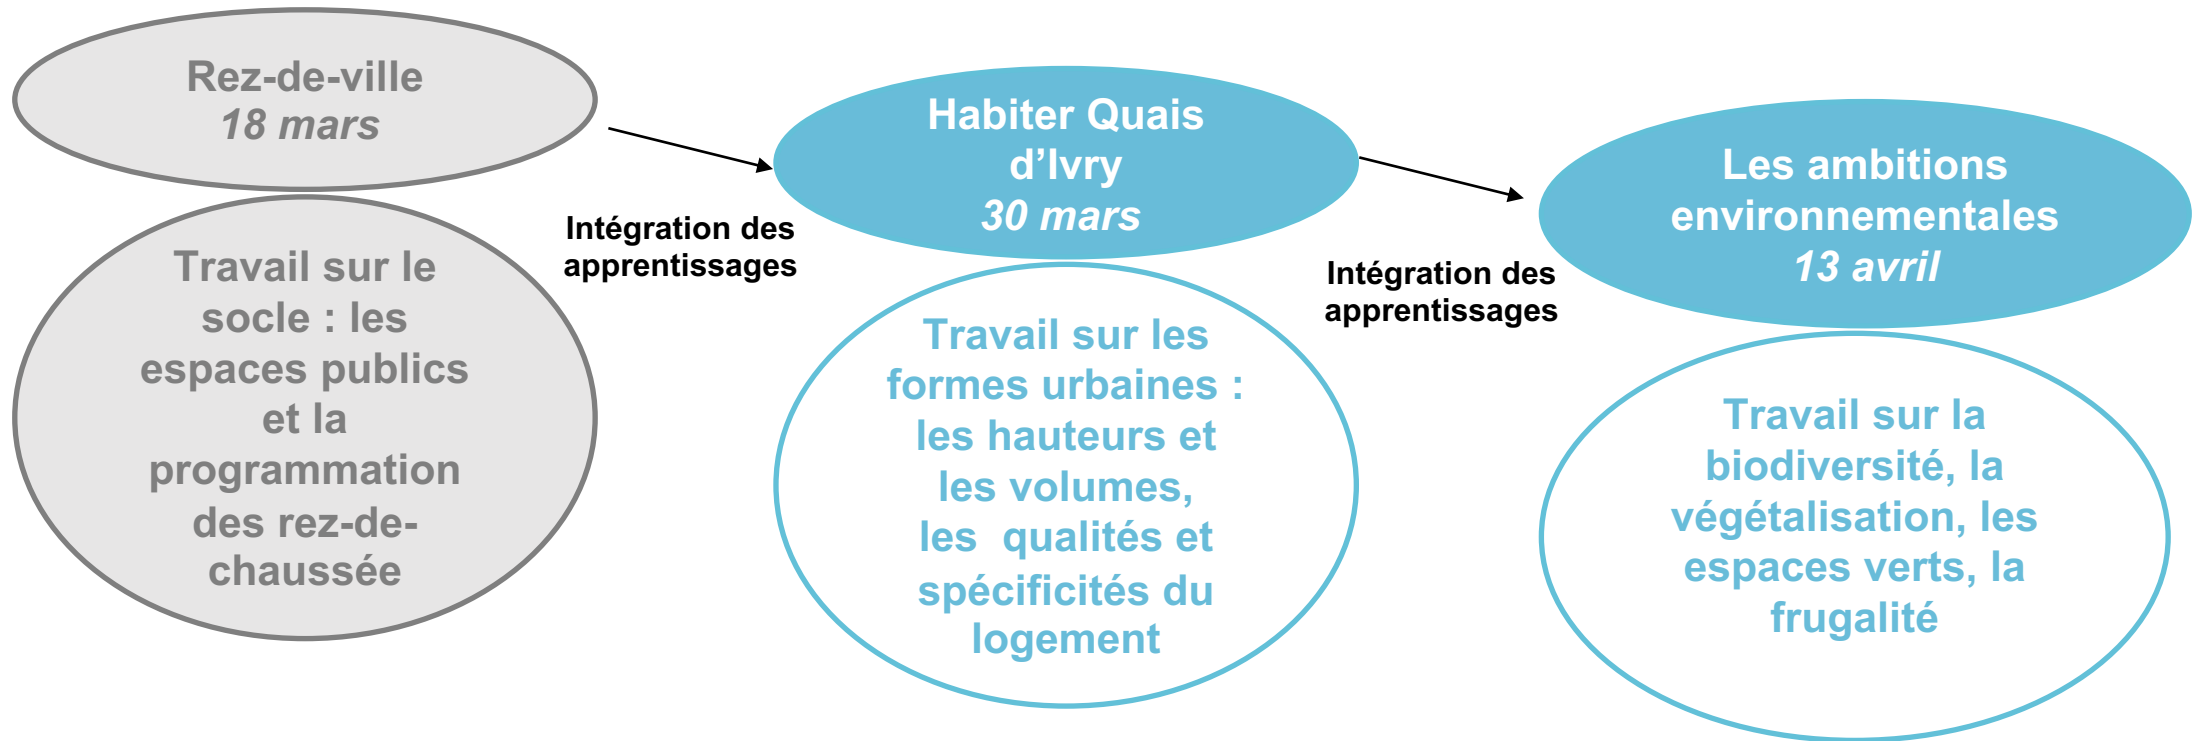 Rez-de-ville
18 mars
Travail sur le
socle : les
espaces publics
et la
programmation
des rez-de-
chaussée
Intégration des
apprentissages
Habiter Quais
d’Ivry
30 mars
Travail sur les
formes urbaines :
les hauteurs et
les volumes,
les  qualités et
spécificités du
logement
Intégration des
apprentissages
Les ambitions
environnementales
13 avril
Travail sur la
biodiversité, la
végétalisation, les
espaces verts, la
frugalité